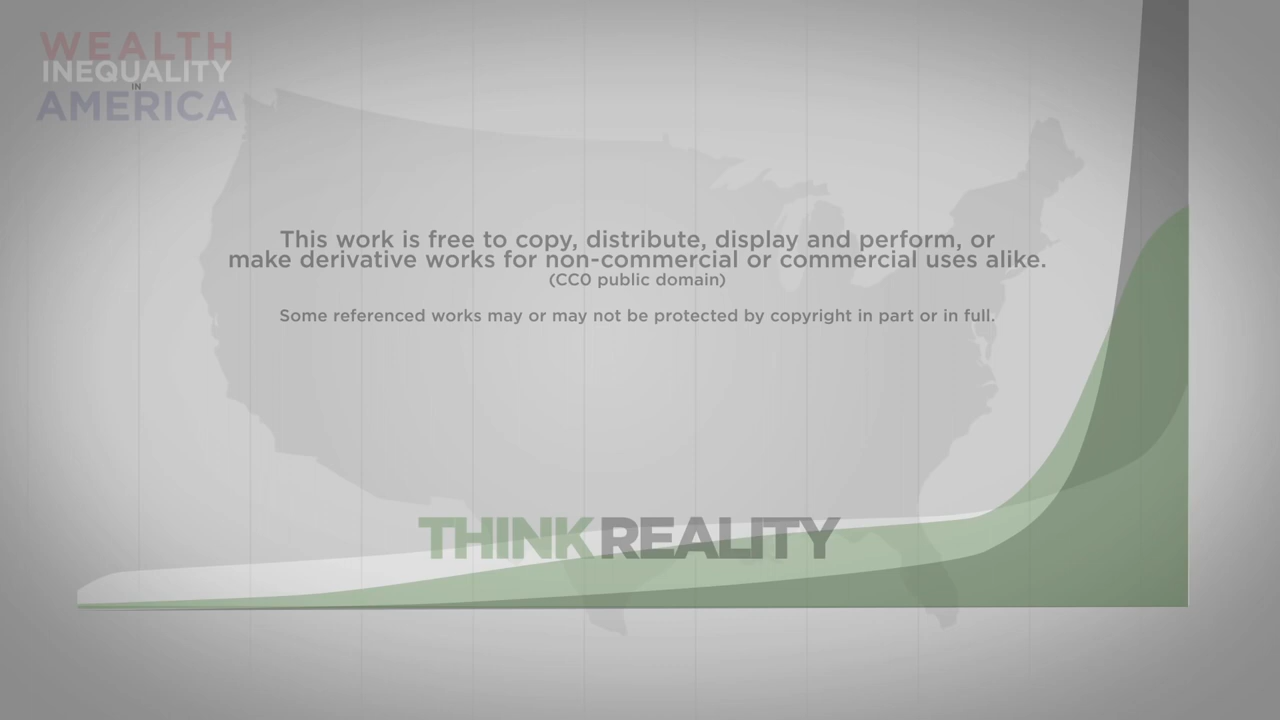 WEALTH
INEQUALITY
IN
AMERICA
This work is free to copy, distribute, display and perform, or
make derivative works for non-commercial or commercial uses alike.
(CC0 public domain)
Some referenced works may or may not be protected by copyright in part or in full.
THINKREALITY